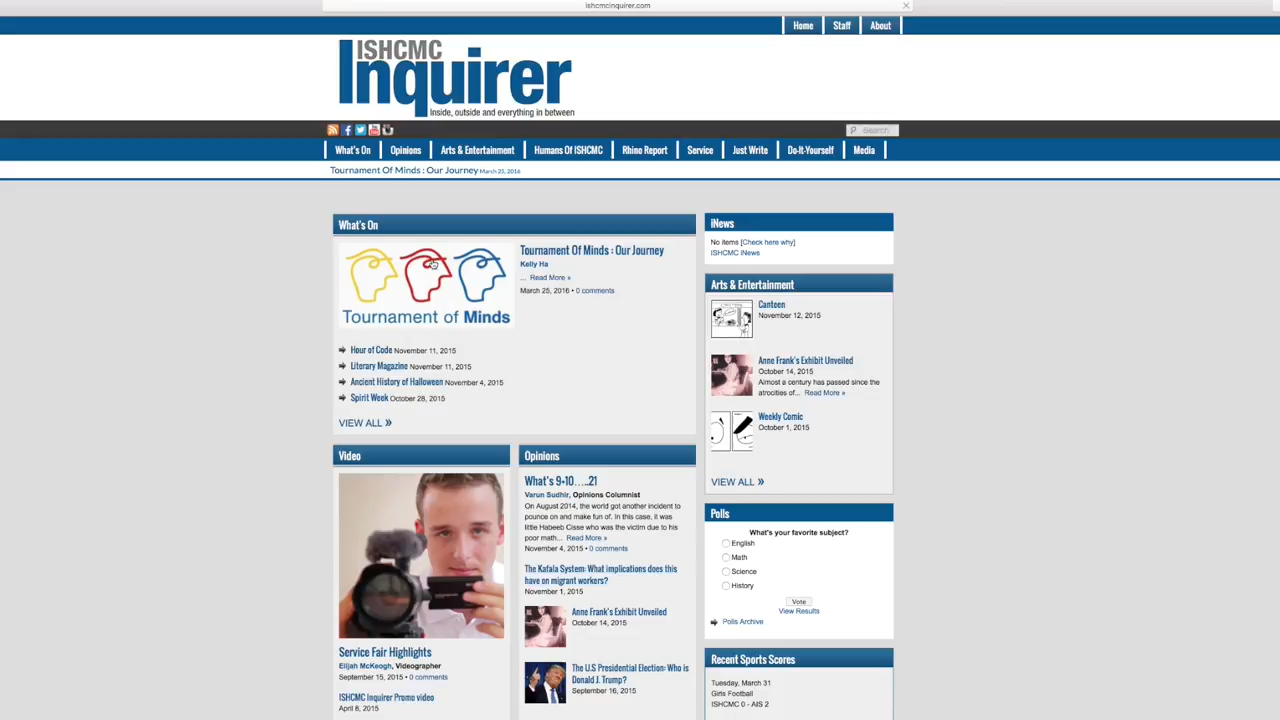 ishcmcinquirer.com
Home Staff About
ISHCMC
Inquirer
Inside, outside and everything in between
Search
What's On Opinions Arts & Entertainment Humans Of ISHCMC Rhino Report Service Just Write Do-It-Yourself Media
Tournament Of Minds : Our Journey March 25, 2016
What's On
Tournament of Minds
Tournament Of Minds : Our Journey
Kelly Ha
... Read More »
March 25, 2016 • 0 comments
Hour of Code November 11, 2015
Literary Magazine November 11, 2015
Ancient History of Halloween November 4, 2015
Spirit Week October 28, 2015
VIEW ALL »
Video
Service Fair Highlights
Elijah McKeogh, Videographer
September 15, 2015 • 0 comments
ISHCMC Inquirer Promo video
April 8, 2015
Opinions
What's 9+10…..21
Varun Sudhir, Opinions Columnist
On August 2014, the world got another incident to
pounce on and make fun of. In this case, it was
little Habeeb Cisse who was the victim due to his
poor math... Read More »
November 4, 2015 • 0 comments
The Kafala System: What implications does this
have on migrant workers?
November 1, 2015
Anne Frank's Exhibit Unveiled
October 14, 2015
The U.S Presidential Election: Who is
Donald J. Trump?
September 16, 2015
iNews
No items [Check here why]
ISHCMC iNews
Arts & Entertainment
Canteen
November 12, 2015
Anne Frank's Exhibit Unveiled
October 14, 2015
Almost a century has passed since the
atrocities of... Read More »
Weekly Comic
October 1, 2015
VIEW ALL »
Polls
What's your favorite subject?
English
Math
Science
History
Vote
View Results
Polls Archive
Recent Sports Scores
Tuesday, March 31
Girls Football
ISHCMC 0 - AIS 2